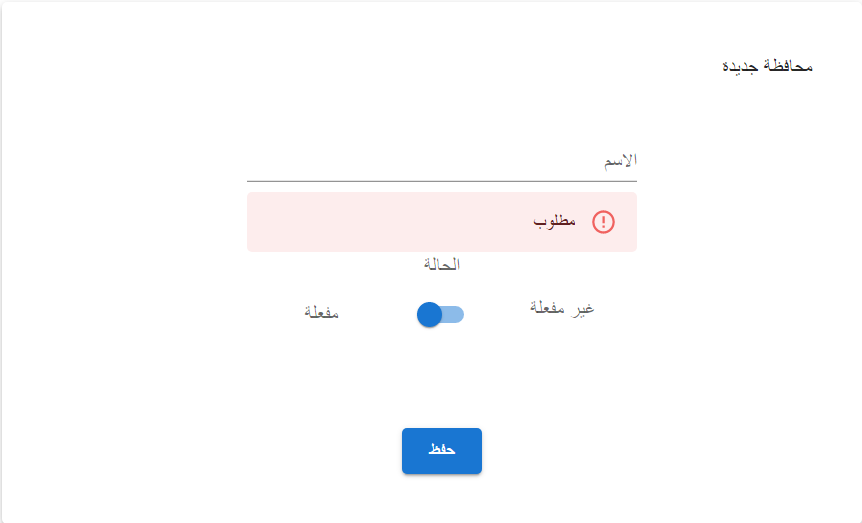 محافظة جديدة
الاسم
مطلوب
الحالة
غير مفعلة
مفعلة
حفظ